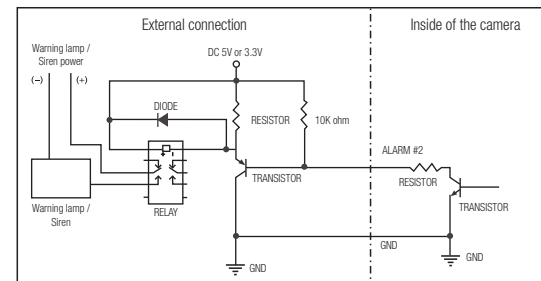 External connection
Inside of the camera
Warning lamp /
Siren power
(−) (+)
DC 5V or 3.3V
DIODE
RESISTOR
10K ohm
ALARM #2
RESISTOR
TRANSISTOR
TRANSISTOR
RELAY
Warning lamp /
Siren
GND
GND
GND